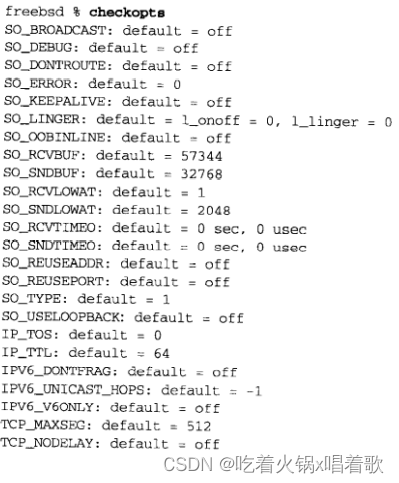 freebsd % checkopts
SO_BROADCAST: default = off
SO_DEBUG: default = off
SO_DONTROUTE: default = off
SO_ERROR: default = 0
SO_KEEPALIVE: default = off
SO_LINGER: default = l_onoff = 0, l_linger = 0
SO_OOBINLINE: default = off
SO_RCVBUF: default = 57344
SO_SNDBUF: default = 32768
SO_RCVLOWAT: default = 1
SO_SNDLOWAT: default = 2048
SO_RCVTIMEO: default = 0 sec, 0 usec
SO_SNDTIMEO: default = 0 sec, 0 usec
SO_REUSEADDR: default = off
SO_REUSEPORT: default = off
SO_TYPE: default = 1
SO_USELOOPBACK: default = off
IP_TOS: default = 0
IP_TTL: default = 64
IPV6_DONTFRAG: default = off
IPV6_UNICAST_HOPS: default = -1
IPV6_V6ONLY: default = off
TCP_MAXSEG: default = 512
TCP_NODELAY: default = off
CSDN @吃着火锅x唱着歌